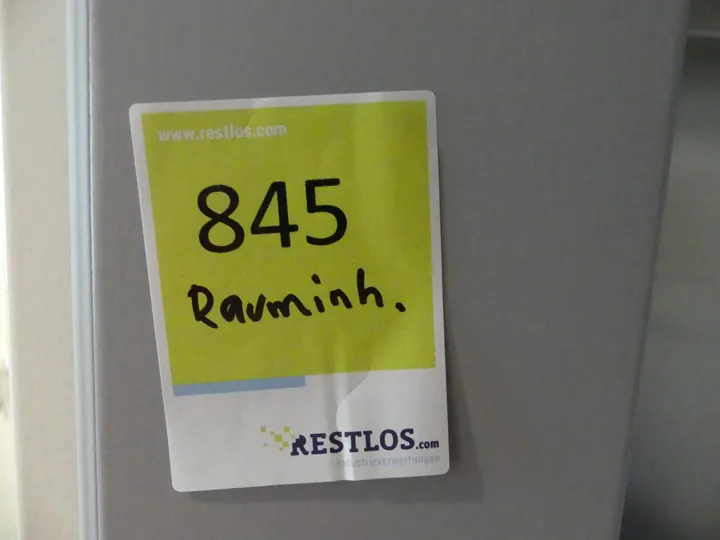 www.restlos.com
845
Rauminh.
RESTLOS.com
Industrieverwertungen